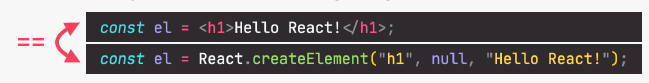 const el = <h1>Hello React!</h1>;
==
const el = React.createElement("h1", null, "Hello React!");